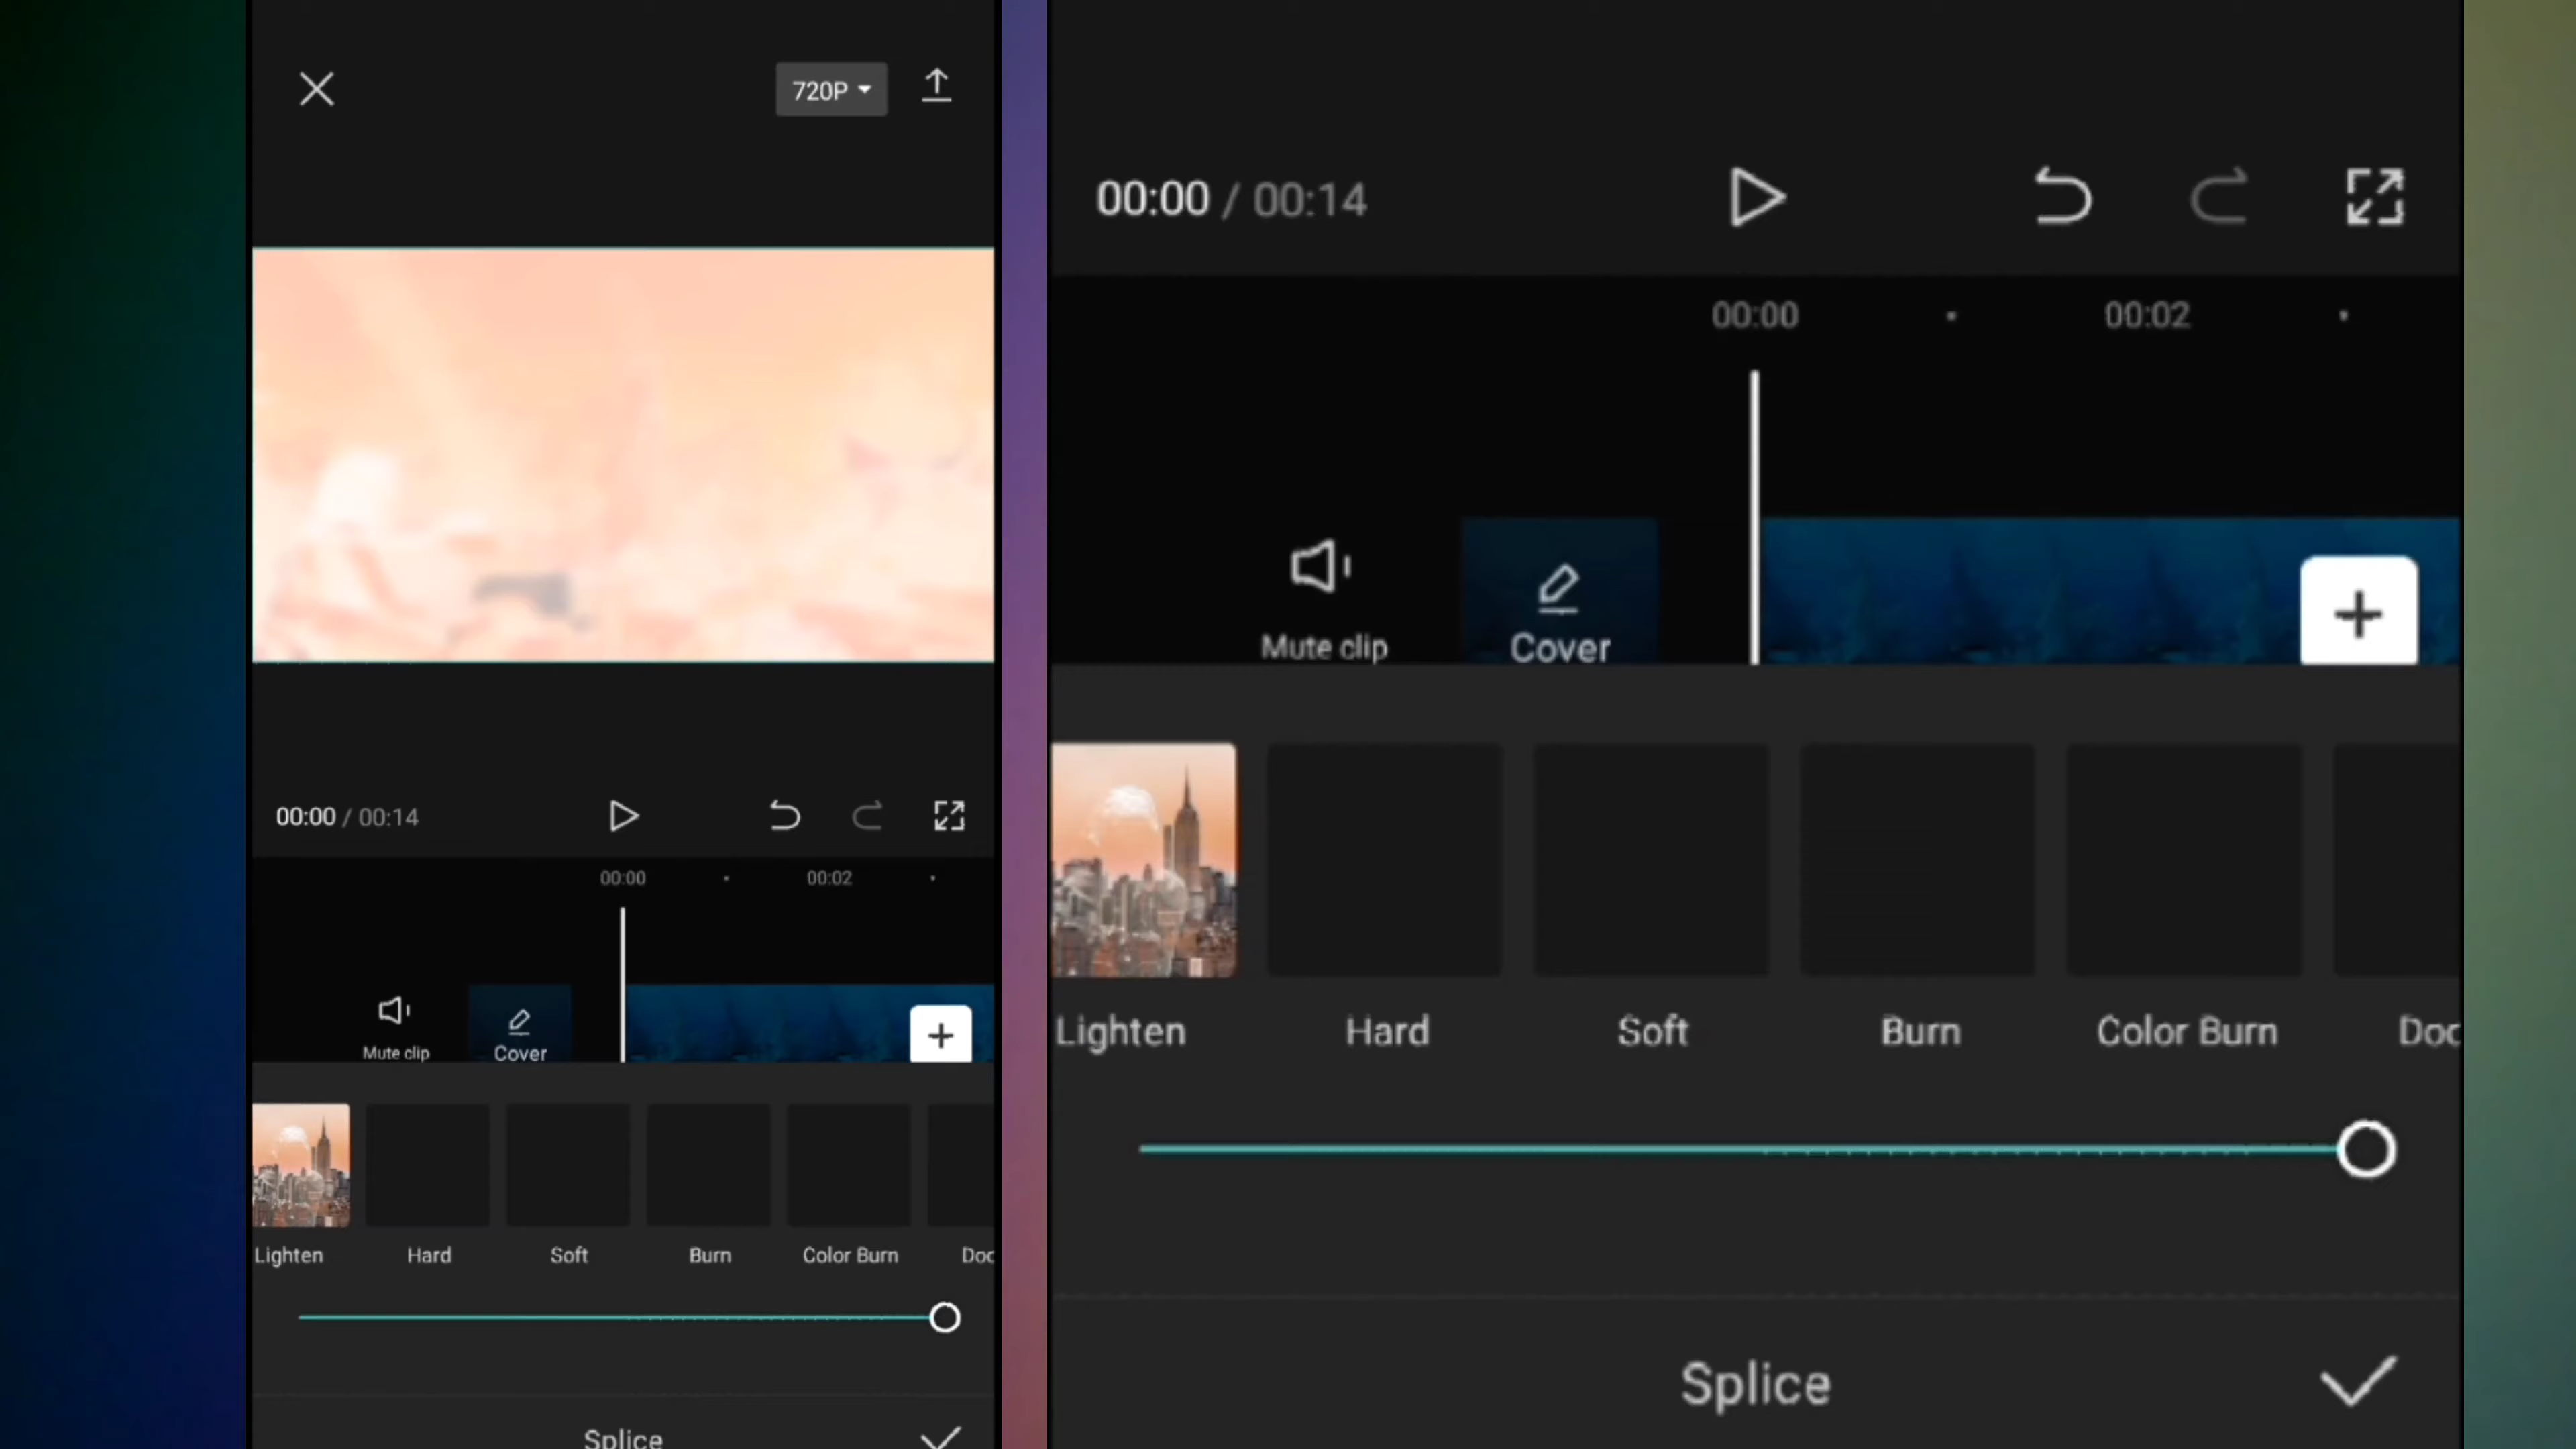 720P
00:00 / 00:14
00:00
00:02
Mute clip
Cover
Lighten
Hard
Soft
Burn
Color Burn
Doc
Splice
00:00 / 00:14
00:00
00:02
Mute clip
Cover
Lighten
Hard
Soft
Burn
Color Burn
Doc
Splice